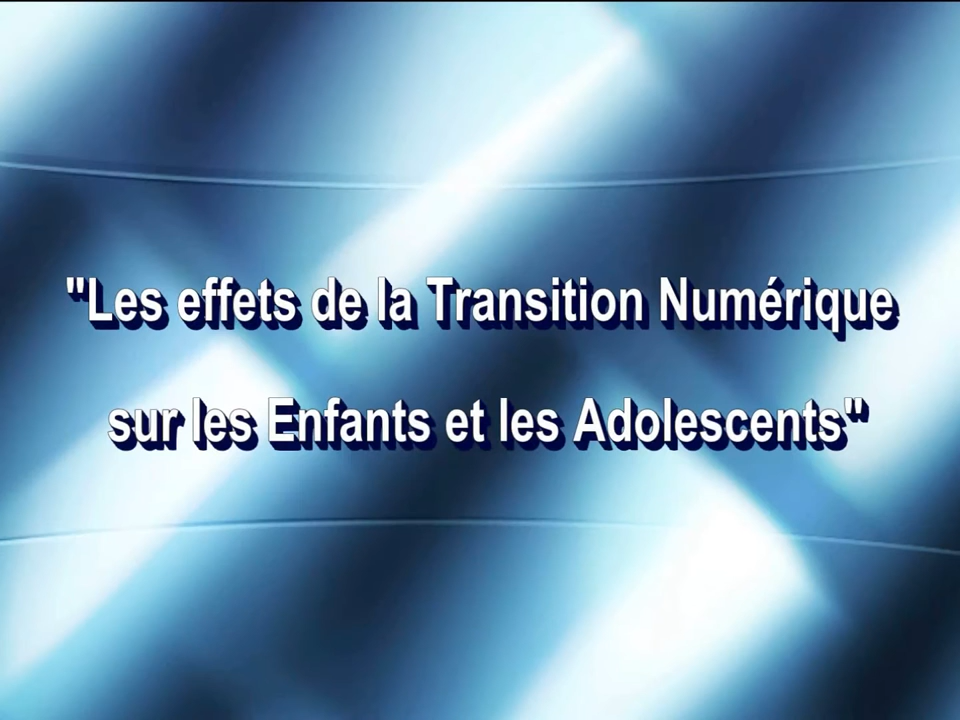 "Les effets de la Transition Numérique
sur les Enfants et les Adolescents"